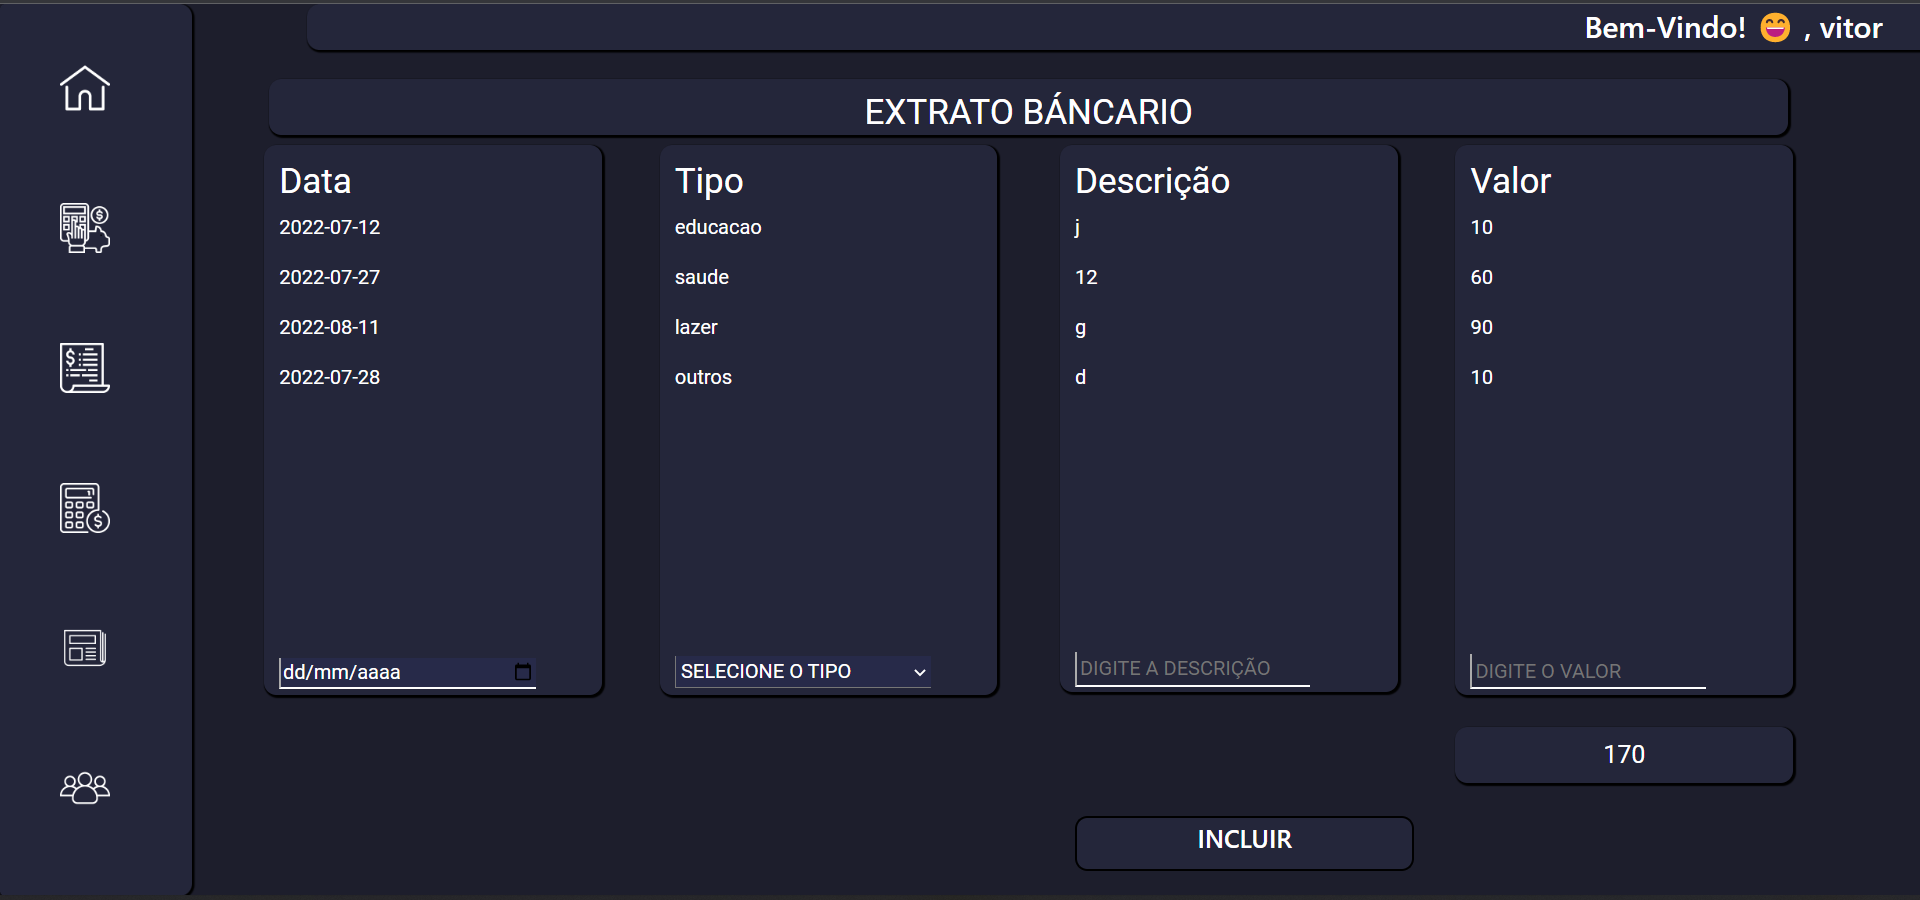 Bem-Vindo! 😄 , vitor
EXTRATO BÁNCARIO
Data Tipo Descrição Valor
2022-07-12 educacao j 10
2022-07-27 saude 12 60
2022-08-11 lazer g 90
2022-07-28 outros d 10
dd/mm/aaaa SELECIONE O TIPO DIGITE A DESCRIÇÃO DIGITE O VALOR
170
INCLUIR